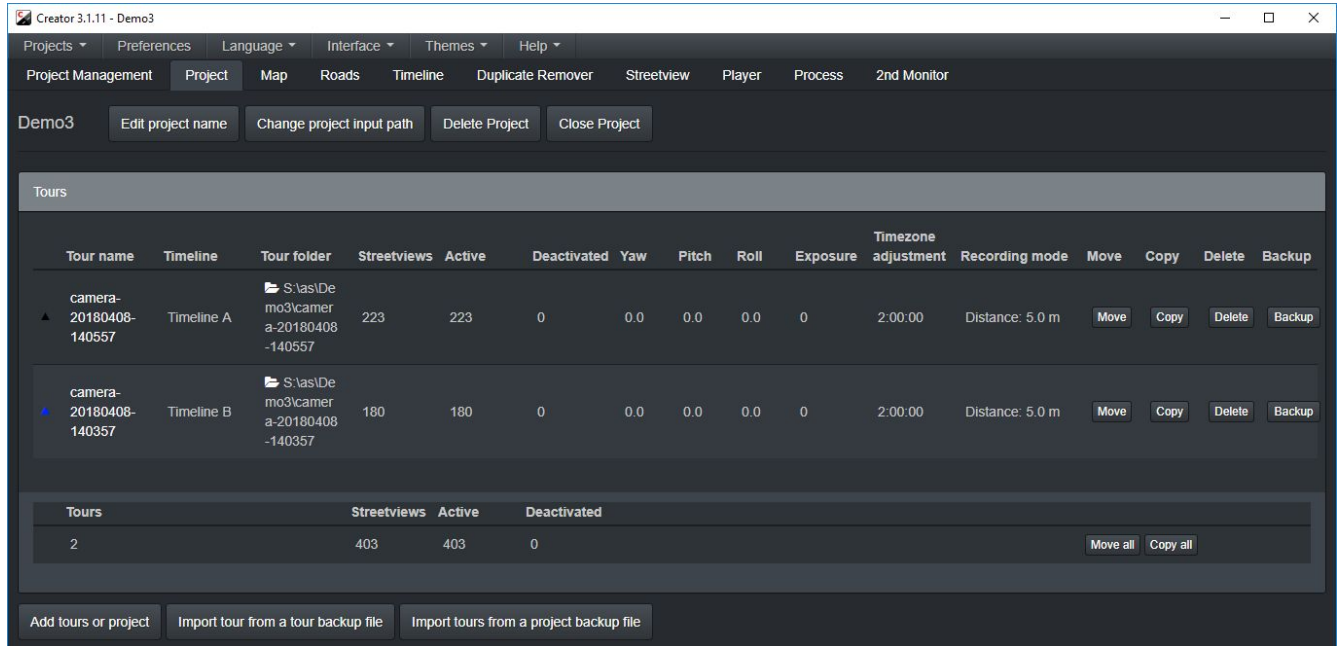 Creator 3.1.11 - Demo3
Projects Preferences Language Interface Themes Help
Project Management Project Map Roads Timeline Duplicate Remover Streetview Player Process 2nd Monitor
Demo3 Edit project name Change project input path Delete Project Close Project
Tours
Timezone
Tour name Timeline Tour folder Streetviews Active Deactivated Yaw Pitch Roll Exposure adjustment Recording mode Move Copy Delete Backup
S:\as\De
camera-
mo3\camer
20180408- Timeline A 223 223 0 0.0 0.0 0.0 0 2:00:00 Distance: 5.0 m Move Copy Delete Backup
a-20180408
140557
-140557
S:\as\De
camera-
mo3\camer
20180408- Timeline B 180 180 0 0.0 0.0 0.0 0 2:00:00 Distance: 5.0 m Move Copy Delete Backup
a-20180408
140357
-140357
Tours Streetviews Active Deactivated
2 403 403 0 Move all Copy all
Add tours or project Import tour from a tour backup file Import tours from a project backup file